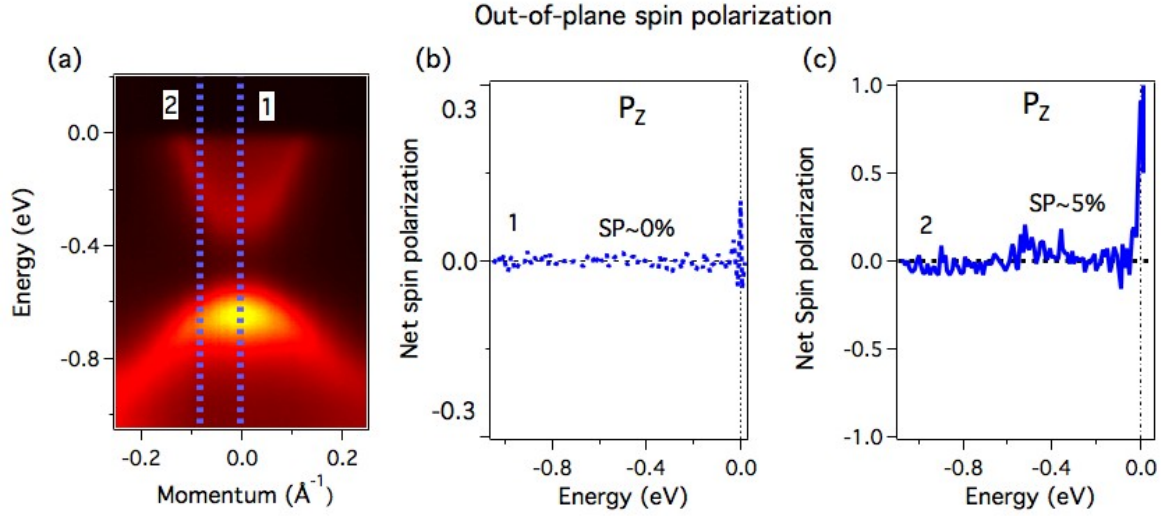 Out-of-plane spin polarization
(a)
2
1
0.0
-0.4
-0.8
Energy (eV)
-0.2
0.0
0.2
Momentum (Å⁻¹)
(b)
P_Z
0.3
0.0
-0.3
Net spin polarization
1
SP~0%
-0.8
-0.4
0.0
Energy (eV)
(c)
P_Z
1.0
0.5
0.0
-0.5
-1.0
Net Spin polarization
2
SP~5%
-0.8
-0.4
0.0
Energy (eV)